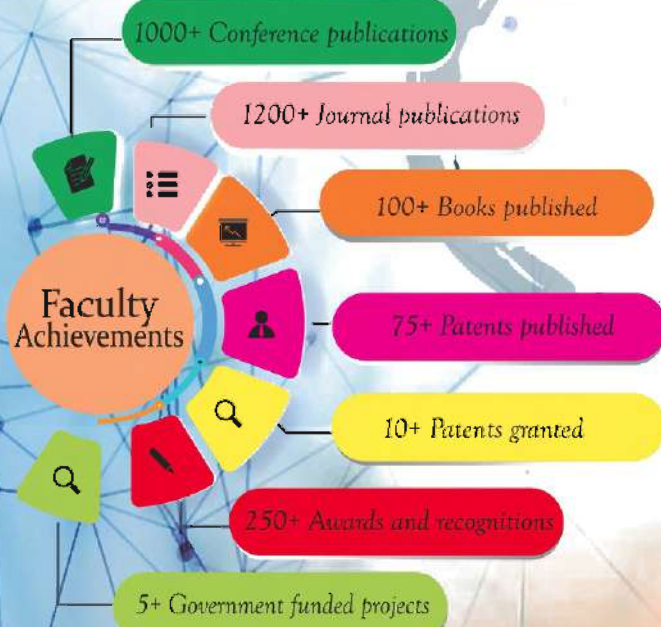 1000+ Conference publications
1200+ Journal publications
100+ Books published
Faculty
Achievements
75+ Patents published
10+ Patents granted
250+ Awards and recognitions
5+ Government funded projects